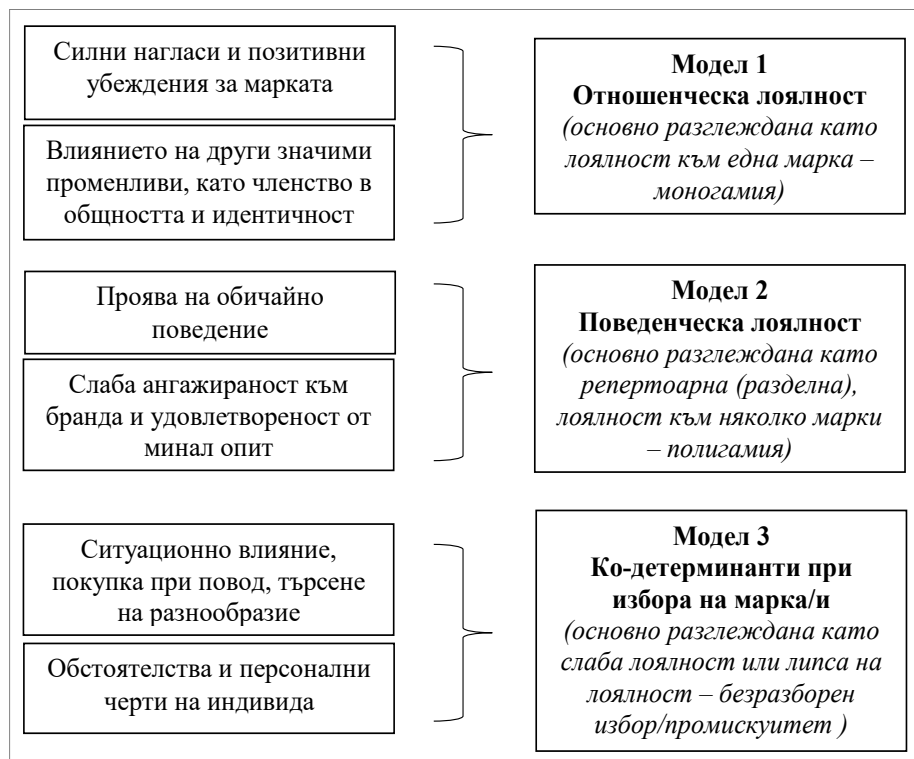 Силни нагласи и позитивни
убеждения за марката
Влиянието на други значими
променливи, като членство в
общността и идентичност
Модел 1
Отношенческа лоялност
(основно разглеждана като
лоялност към една марка –
моногамия)
Проява на обичайно
поведение
Слаба ангажираност към
бранда и удовлетвореност от
минал опит
Модел 2
Поведенческа лоялност
(основно разглеждана като
репертоарна (разделна),
лоялност към няколко марки
– полигамия)
Ситуационно влияние,
покупка при повод, търсене
на разнообразие
Обстоятелства и персонални
черти на индивида
Модел 3
Ко-детерминанти при
избора на марка/и
(основно разглеждана като
слаба лоялност или липса на
лоялност – безразборен
избор/промискуитет )